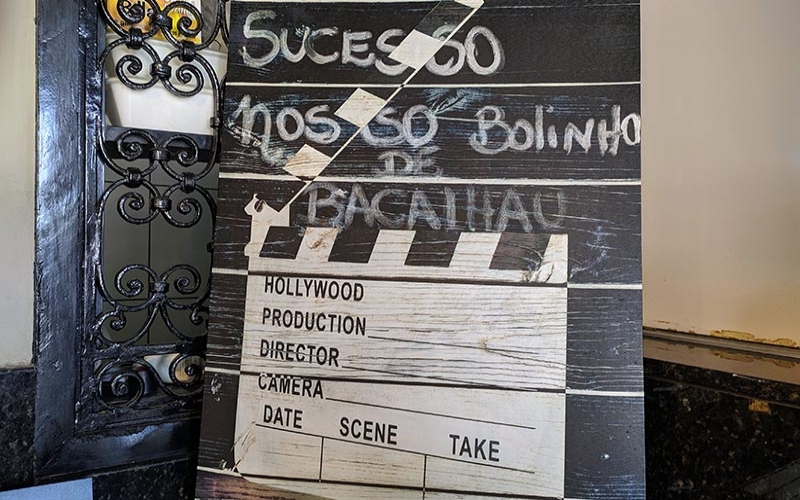 SUCESSO
NOSSO BOLINHO
DE
BACALHAU
HOLLYWOOD
PRODUCTION
DIRECTOR
CAMERA
DATE SCENE TAKE